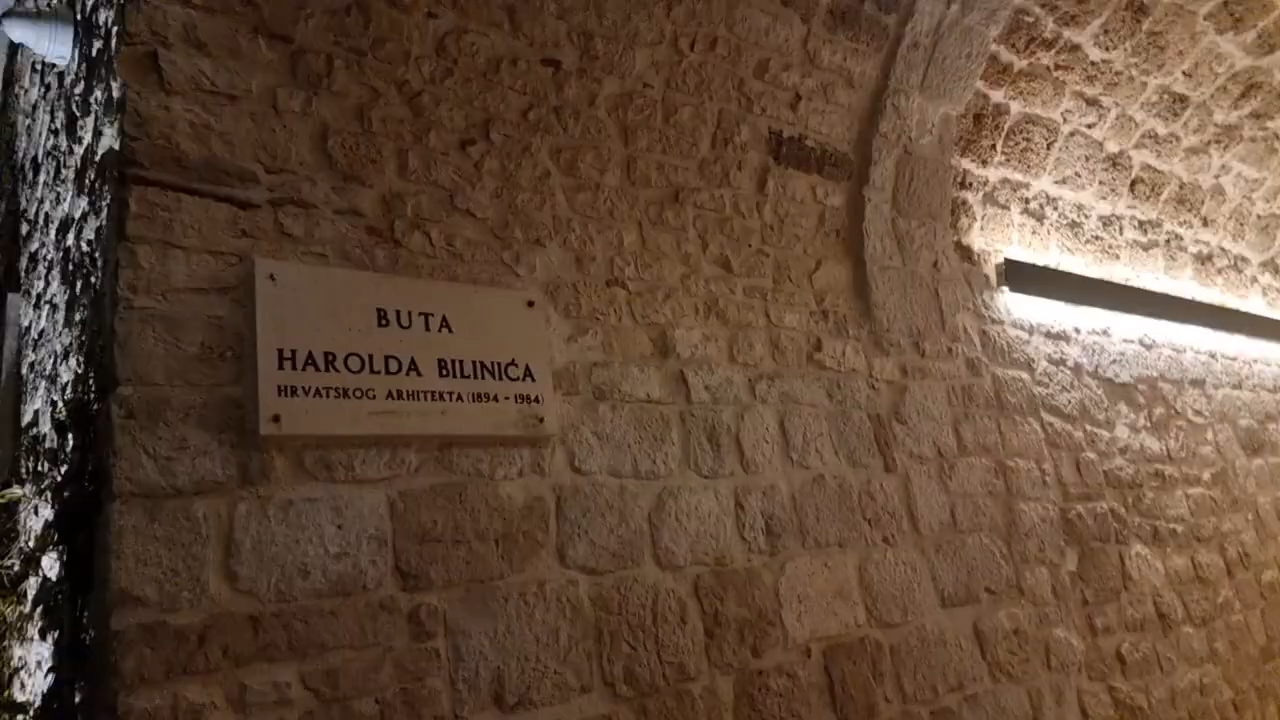 BUTA
HAROLDA BILINIĆA
HRVATSKOG ARHITEKTA (1894 - 1984)